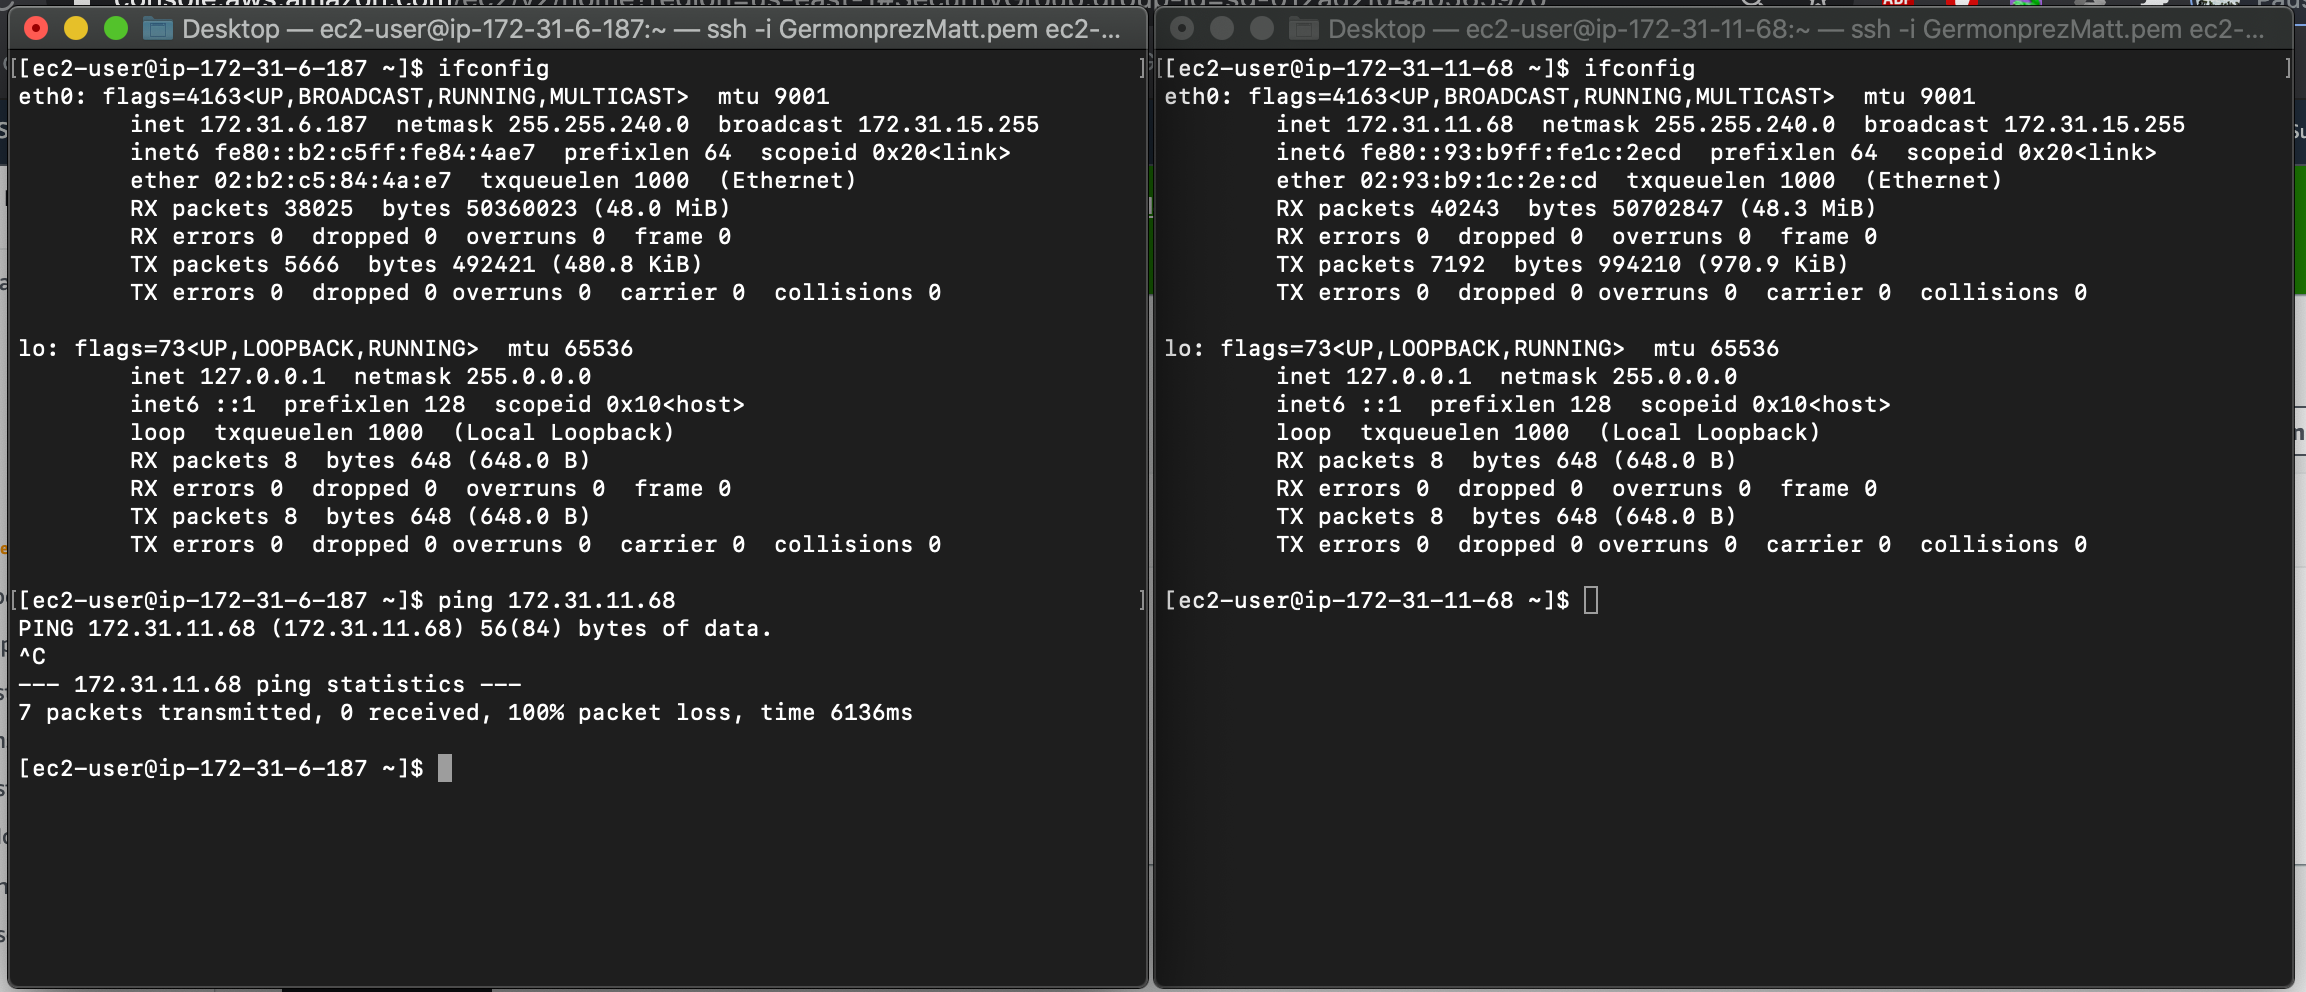 Desktop — ec2-user@ip-172-31-6-187:~ — ssh -i GermonprezMatt.pem ec2-...
[[ec2-user@ip-172-31-6-187 ~]$ ifconfig ]
eth0: flags=4163<UP,BROADCAST,RUNNING,MULTICAST>  mtu 9001
        inet 172.31.6.187  netmask 255.255.240.0  broadcast 172.31.15.255
        inet6 fe80::b2:c5ff:fe84:4ae7  prefixlen 64  scopeid 0x20<link>
        ether 02:b2:c5:84:4a:e7  txqueuelen 1000  (Ethernet)
        RX packets 38025  bytes 50360023 (48.0 MiB)
        RX errors 0  dropped 0  overruns 0  frame 0
        TX packets 5666  bytes 492421 (480.8 KiB)
        TX errors 0  dropped 0 overruns 0  carrier 0  collisions 0
lo: flags=73<UP,LOOPBACK,RUNNING>  mtu 65536
        inet 127.0.0.1  netmask 255.0.0.0
        inet6 ::1  prefixlen 128  scopeid 0x10<host>
        loop  txqueuelen 1000  (Local Loopback)
        RX packets 8  bytes 648 (648.0 B)
        RX errors 0  dropped 0  overruns 0  frame 0
        TX packets 8  bytes 648 (648.0 B)
        TX errors 0  dropped 0 overruns 0  carrier 0  collisions 0
[[ec2-user@ip-172-31-6-187 ~]$ ping 172.31.11.68 ]
PING 172.31.11.68 (172.31.11.68) 56(84) bytes of data.
^C
--- 172.31.11.68 ping statistics ---
7 packets transmitted, 0 received, 100% packet loss, time 6136ms
[ec2-user@ip-172-31-6-187 ~]$
Desktop — ec2-user@ip-172-31-11-68:~ — ssh -i GermonprezMatt.pem ec2-...
[[ec2-user@ip-172-31-11-68 ~]$ ifconfig ]
eth0: flags=4163<UP,BROADCAST,RUNNING,MULTICAST>  mtu 9001
        inet 172.31.11.68  netmask 255.255.240.0  broadcast 172.31.15.255
        inet6 fe80::93:b9ff:fe1c:2ecd  prefixlen 64  scopeid 0x20<link>
        ether 02:93:b9:1c:2e:cd  txqueuelen 1000  (Ethernet)
        RX packets 40243  bytes 50702847 (48.3 MiB)
        RX errors 0  dropped 0  overruns 0  frame 0
        TX packets 7192  bytes 994210 (970.9 KiB)
        TX errors 0  dropped 0 overruns 0  carrier 0  collisions 0
lo: flags=73<UP,LOOPBACK,RUNNING>  mtu 65536
        inet 127.0.0.1  netmask 255.0.0.0
        inet6 ::1  prefixlen 128  scopeid 0x10<host>
        loop  txqueuelen 1000  (Local Loopback)
        RX packets 8  bytes 648 (648.0 B)
        RX errors 0  dropped 0  overruns 0  frame 0
        TX packets 8  bytes 648 (648.0 B)
        TX errors 0  dropped 0 overruns 0  carrier 0  collisions 0
[ec2-user@ip-172-31-11-68 ~]$